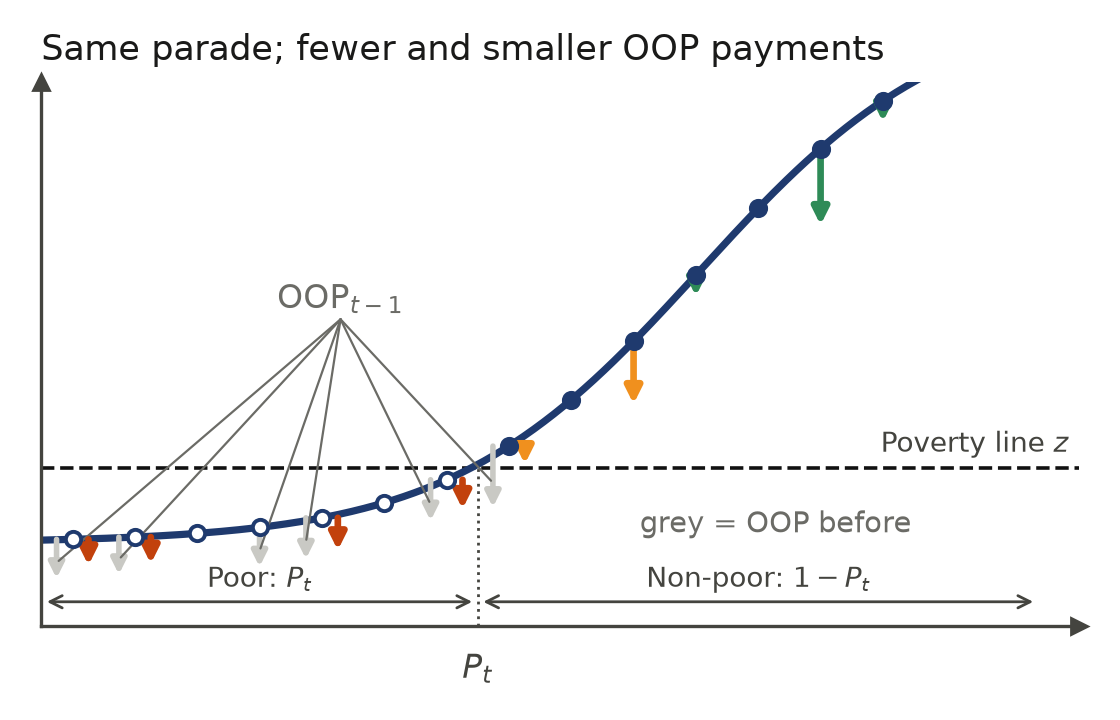 Same parade; fewer and smaller OOP payments
OOP_{t−1}
Poverty line z
grey = OOP before
Poor: P_t
Non-poor: 1 − P_t
P_t